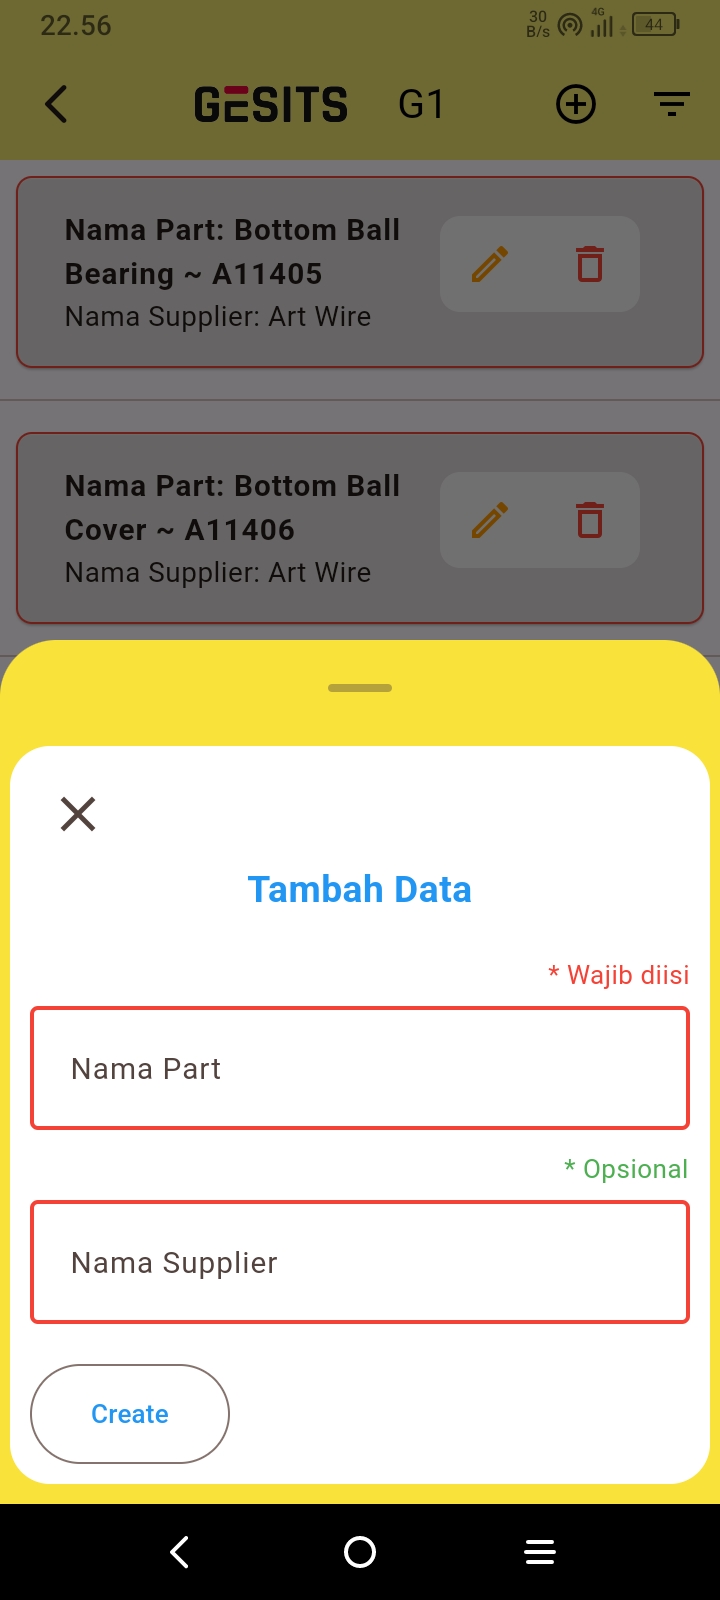 22.56
30
B/s
4G
44
GESITS G1
Nama Part: Bottom Ball
Bearing ~ A11405
Nama Supplier: Art Wire
Nama Part: Bottom Ball
Cover ~ A11406
Nama Supplier: Art Wire
Tambah Data
* Wajib diisi
Nama Part
* Opsional
Nama Supplier
Create